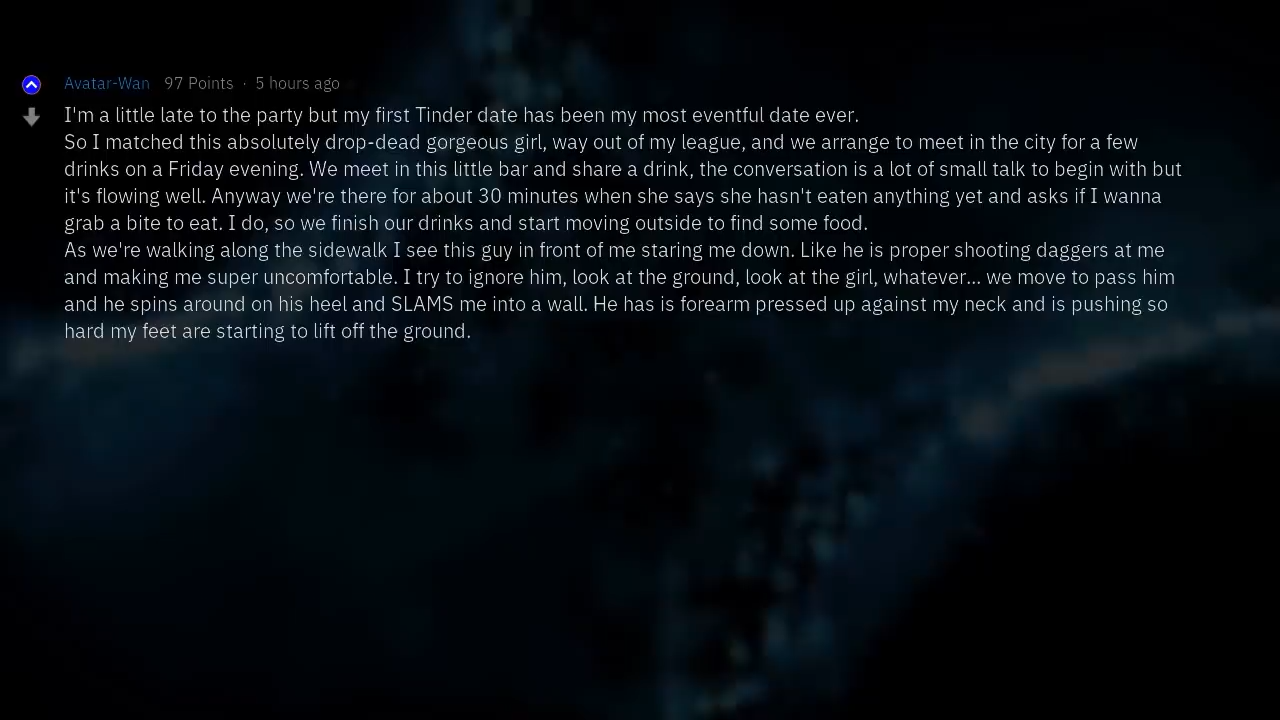 Avatar-Wan 97 Points · 5 hours ago
I'm a little late to the party but my first Tinder date has been my most eventful date ever.
So I matched this absolutely drop-dead gorgeous girl, way out of my league, and we arrange to meet in the city for a few
drinks on a Friday evening. We meet in this little bar and share a drink, the conversation is a lot of small talk to begin with but
it's flowing well. Anyway we're there for about 30 minutes when she says she hasn't eaten anything yet and asks if I wanna
grab a bite to eat. I do, so we finish our drinks and start moving outside to find some food.
As we're walking along the sidewalk I see this guy in front of me staring me down. Like he is proper shooting daggers at me
and making me super uncomfortable. I try to ignore him, look at the ground, look at the girl, whatever... we move to pass him
and he spins around on his heel and SLAMS me into a wall. He has is forearm pressed up against my neck and is pushing so
hard my feet are starting to lift off the ground.